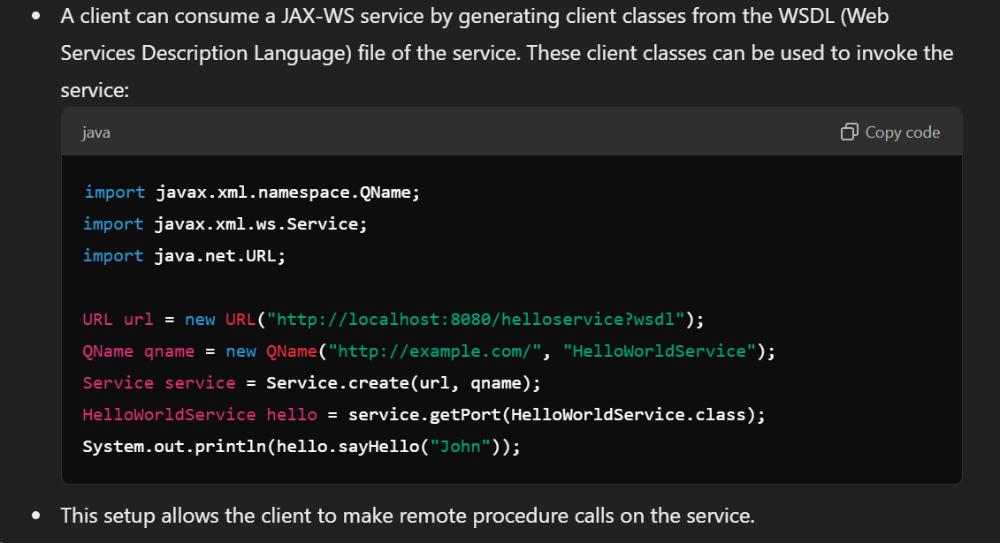 • A client can consume a JAX-WS service by generating client classes from the WSDL (Web
Services Description Language) file of the service. These client classes can be used to invoke the
service:
java Copy code
import javax.xml.namespace.QName;
import javax.xml.ws.Service;
import java.net.URL;
URL url = new URL("http://localhost:8080/helloservice?wsdl");
QName qname = new QName("http://example.com/", "HelloWorldService");
Service service = Service.create(url, qname);
HelloWorldService hello = service.getPort(HelloWorldService.class);
System.out.println(hello.sayHello("John"));
• This setup allows the client to make remote procedure calls on the service.